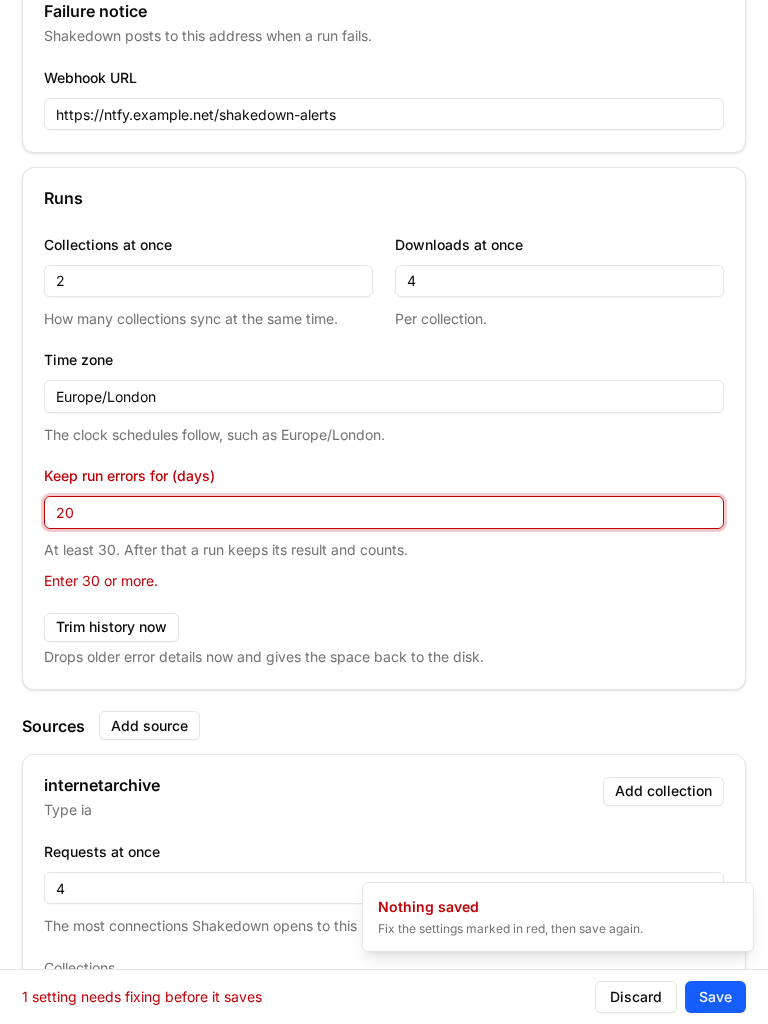 Failure notice
Shakedown posts to this address when a run fails.
Webhook URL
https://ntfy.example.net/shakedown-alerts
Runs
Collections at once
Downloads at once
2
4
How many collections sync at the same time.
Per collection.
Time zone
Europe/London
The clock schedules follow, such as Europe/London.
Keep run errors for (days)
20
At least 30. After that a run keeps its result and counts.
Enter 30 or more.
Trim history now
Drops older error details now and gives the space back to the disk.
Sources
Add source
internetarchive
Add collection
Type ia
Requests at once
4
The most connections Shakedown opens to this
Nothing saved
Fix the settings marked in red, then save again.
Collections
1 setting needs fixing before it saves
Discard
Save